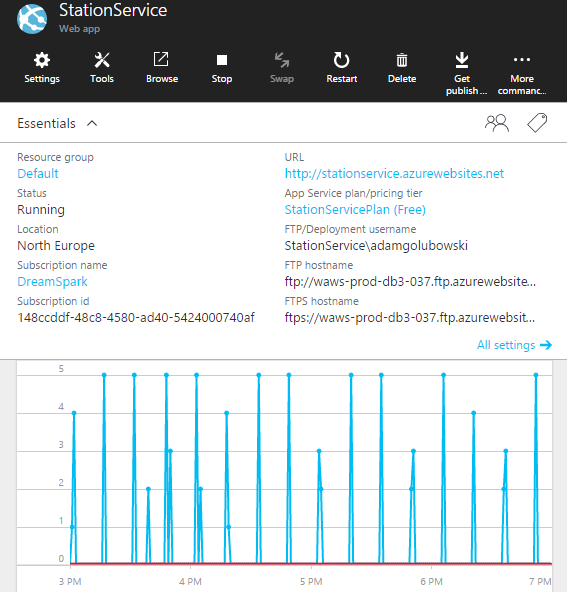 StationService
Web app
Settings
Tools
Browse
Stop
Swap
Restart
Delete
Get
publish ...
More
commanc...
Essentials
Resource group
Default
Status
Running
Location
North Europe
Subscription name
DreamSpark
Subscription id
148ccddf-48c8-4580-ad40-5424000740af
URL
http://stationservice.azurewebsites.net
App Service plan/pricing tier
StationServicePlan (Free)
FTP/Deployment username
StationService\adamgolubowski
FTP hostname
ftp://waws-prod-db3-037.ftp.azurewebsite...
FTPS hostname
ftps://waws-prod-db3-037.ftp.azurewebsit...
All settings
5
4
3
2
1
0
3 PM
4 PM
5 PM
6 PM
7 PM